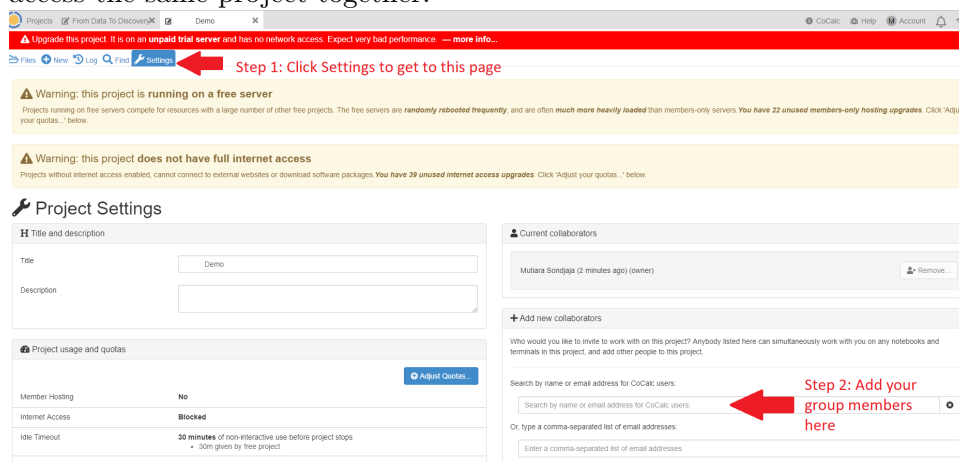 access the same project together.
Projects From Data To Discovery Demo CoCalc Help Account
Upgrade this project. It is on an unpaid trial server and has no network access. Expect very bad performance. — more info...
Files New Log Find Settings
Step 1: Click Settings to get to this page
Warning: this project is running on a free server
Projects running on free servers compete for resources with a large number of other free projects. The free servers are randomly rebooted frequently, and are often much more heavily loaded than members-only servers. You have 22 unused members-only hosting upgrades. Click 'Adju
your quotas...' below.
Warning: this project does not have full internet access
Projects without internet access enabled, cannot connect to external websites or download software packages. You have 39 unused internet access upgrades. Click 'Adjust your quotas...' below.
Project Settings
Title and description
Title
Demo
Description
Project usage and quotas
Adjust Quotas...
Member Hosting No
Internet Access Blocked
Idle Timeout 30 minutes of non-interactive use before project stops
30m given by free project
Current collaborators
Mutiara Sondjaja (2 minutes ago) (owner) Remove...
Add new collaborators
Who would you like to invite to work with on this project? Anybody listed here can simultaneously work with you on any notebooks and
terminals in this project, and add other people to this project.
Search by name or email address for CoCalc users:
Search by name or email address for CoCalc users:
Step 2: Add your
group members
here
Or, type a comma-separated list of email addresses:
Enter a comma-separated list of email addresses